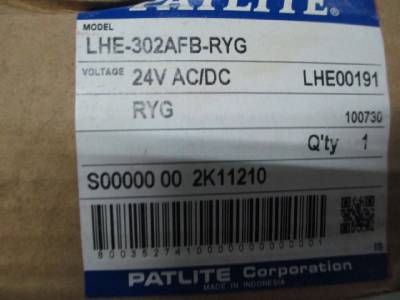 PATLITE
MODEL
LHE-302AFB-RYG
VOLTAGE 24V AC/DC LHE00191
RYG 100730
Q'ty 1
S00000 00 2K11210
PATLITE Corporation
MADE IN INDONESIA